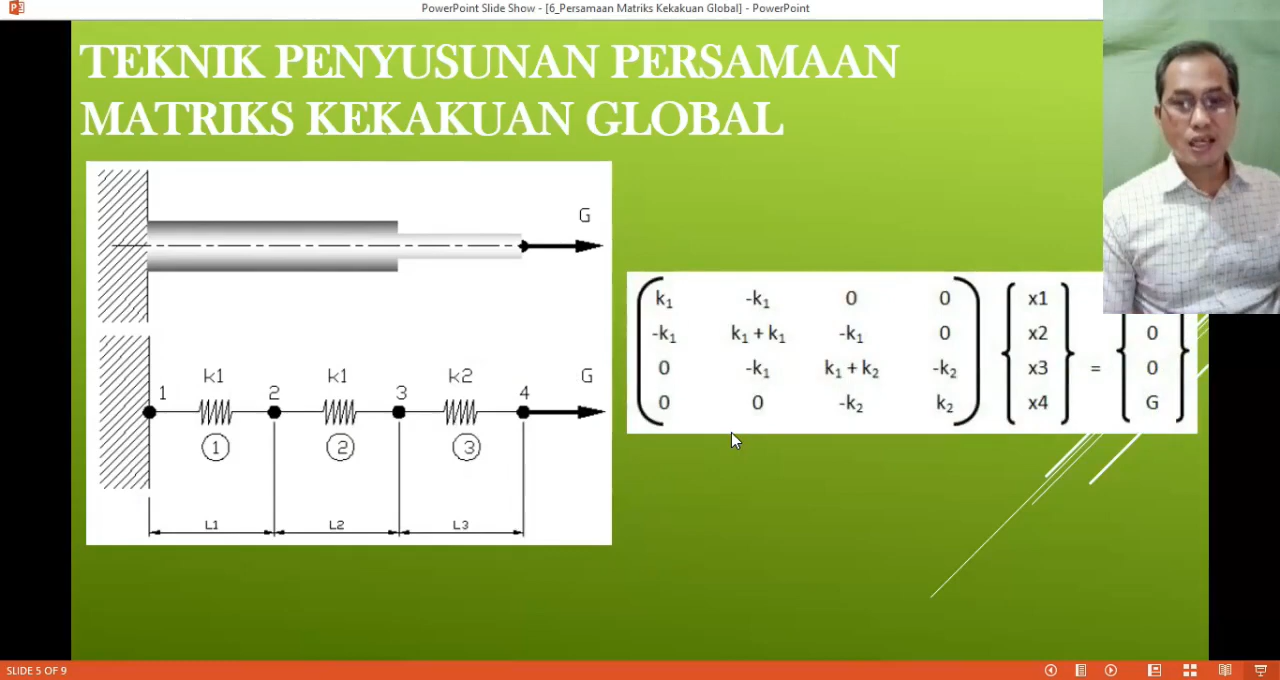 PowerPoint Slide Show - [6_Persamaan Matriks Kekakuan Global] - PowerPoint
TEKNIK PENYUSUNAN PERSAMAAN
MATRIKS KEKAKUAN GLOBAL
G
k1 k1 k2 G
1 2 3 4
1 2 3
L1 L2 L3
k₁ -k₁ 0 0 x1
-k₁ k₁ + k₁ -k₁ 0 x2 0
0 -k₁ k₁ + k₂ -k₂ x3 = 0
0 0 -k₂ k₂ x4 G
SLIDE 5 OF 9